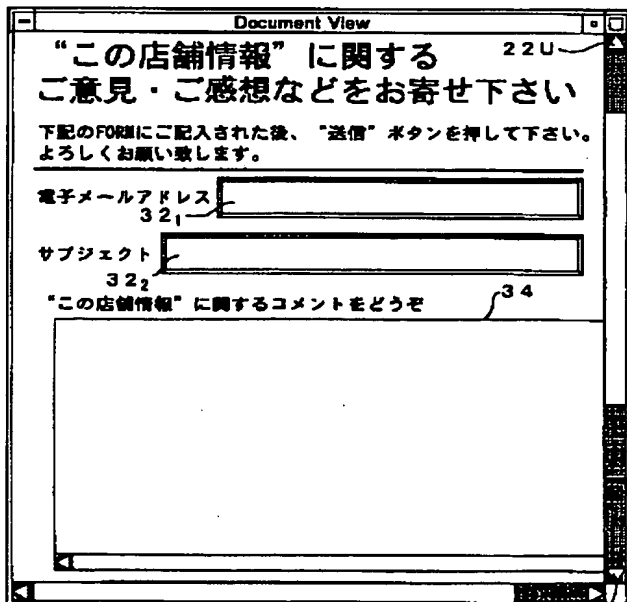 Document View
“この店舗情報”に関する
22U
ご意見・ご感想などをお寄せ下さい
下記のFORMにご記入された後、“送信”ボタンを押して下さい。
よろしくお願い致します。
電子メールアドレス
32₁
サブジェクト
32₂
“この店舗情報”に関するコメントをどうぞ
34